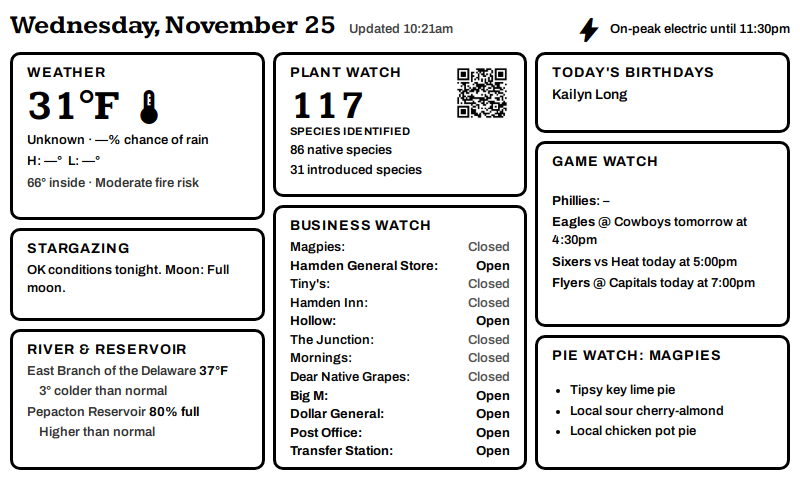 Wednesday, November 25 Updated 10:21am
On-peak electric until 11:30pm
WEATHER
31°F
Unknown · —% chance of rain
H: —° L: —°
66° inside · Moderate fire risk
STARGAZING
OK conditions tonight. Moon: Full
moon.
RIVER & RESERVOIR
East Branch of the Delaware 37°F
3° colder than normal
Pepacton Reservoir 80% full
Higher than normal
PLANT WATCH
117
SPECIES IDENTIFIED
86 native species
31 introduced species
BUSINESS WATCH
Magpies: Closed
Hamden General Store: Open
Tiny's: Closed
Hamden Inn: Closed
Hollow: Open
The Junction: Closed
Mornings: Closed
Dear Native Grapes: Closed
Big M: Open
Dollar General: Open
Post Office: Open
Transfer Station: Open
TODAY'S BIRTHDAYS
Kailyn Long
GAME WATCH
Phillies: –
Eagles @ Cowboys tomorrow at
4:30pm
Sixers vs Heat today at 5:00pm
Flyers @ Capitals today at 7:00pm
PIE WATCH: MAGPIES
• Tipsy key lime pie
• Local sour cherry-almond
• Local chicken pot pie